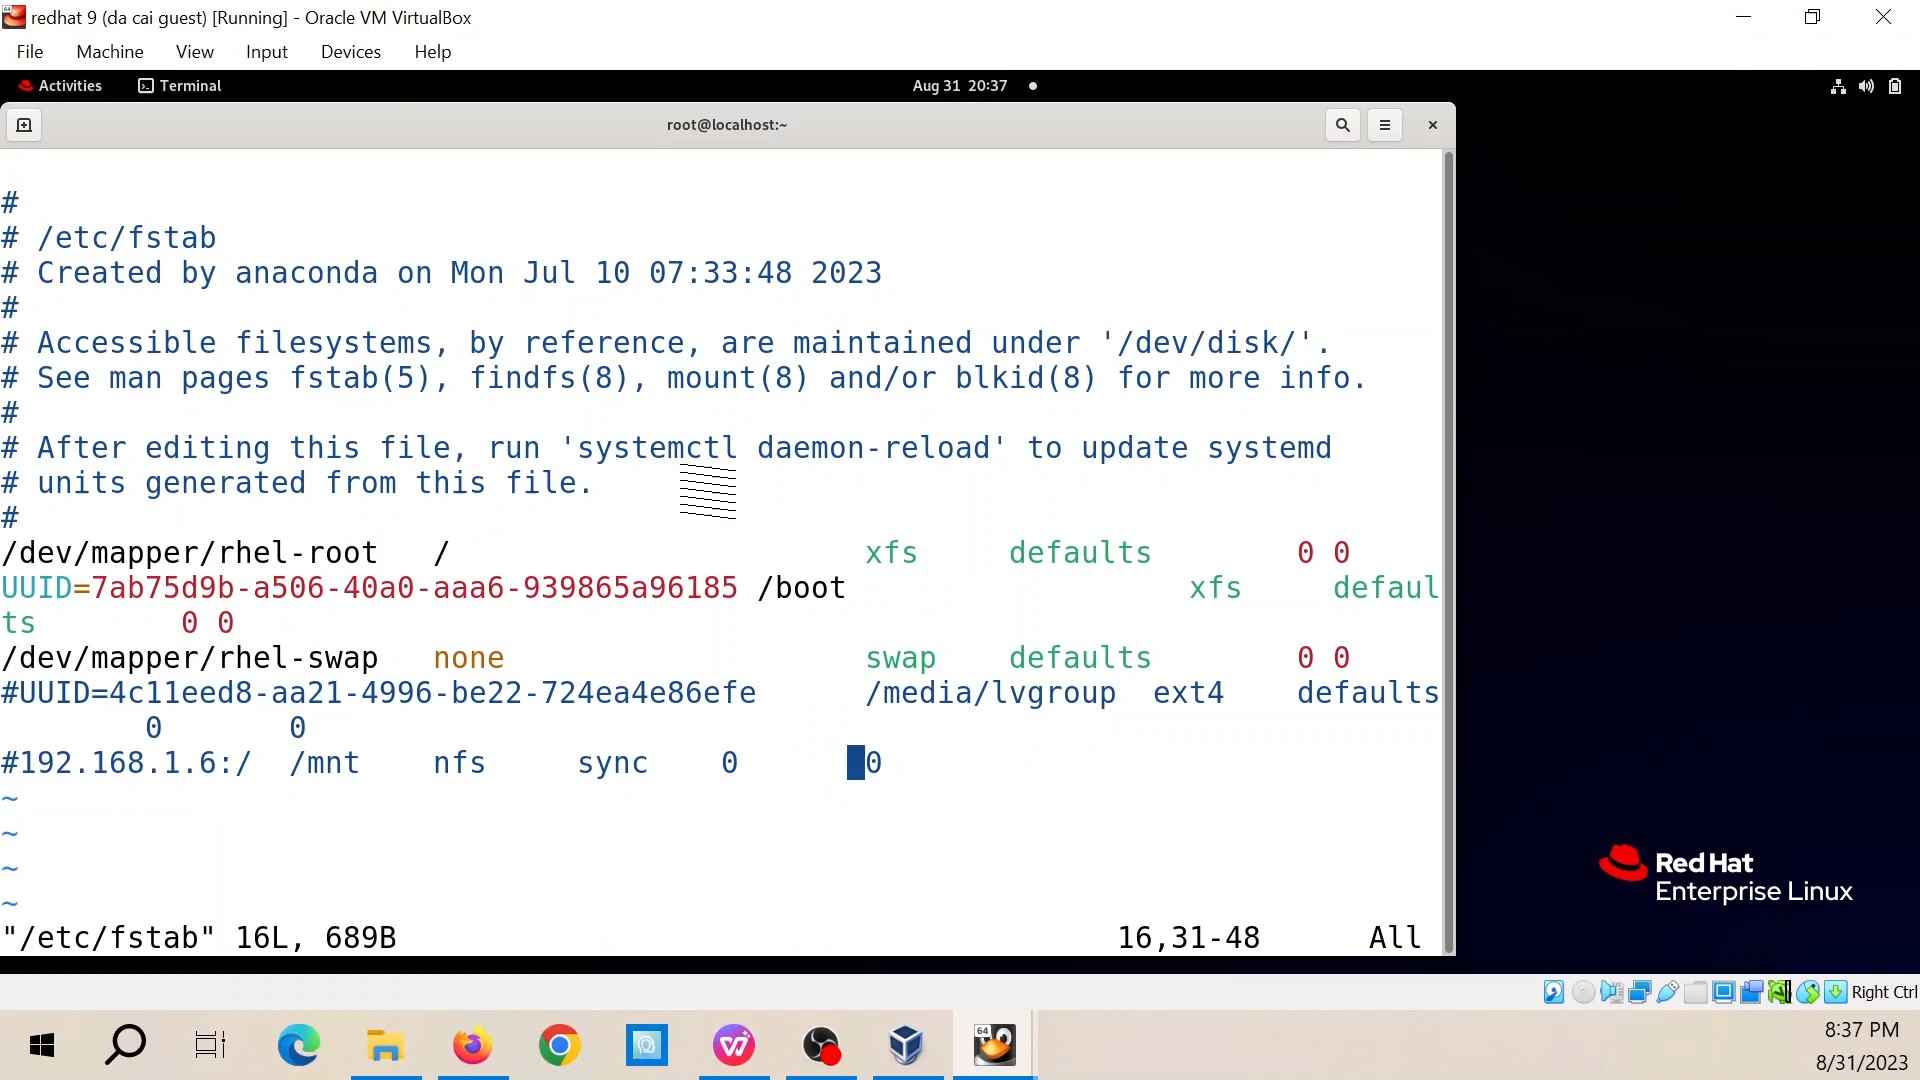 redhat 9 (da cai guest) [Running] - Oracle VM VirtualBox
File Machine View Input Devices Help
Activities Terminal Aug 31 20:37
root@localhost:~
#
# /etc/fstab
# Created by anaconda on Mon Jul 10 07:33:48 2023
#
# Accessible filesystems, by reference, are maintained under '/dev/disk/'.
# See man pages fstab(5), findfs(8), mount(8) and/or blkid(8) for more info.
#
# After editing this file, run 'systemctl daemon-reload' to update systemd
# units generated from this file.
#
/dev/mapper/rhel-root / xfs defaults 0 0
UUID=7ab75d9b-a506-40a0-aaa6-939865a96185 /boot xfs defaul
ts 0 0
/dev/mapper/rhel-swap none swap defaults 0 0
#UUID=4c11eed8-aa21-4996-be22-724ea4e86efe /media/lvgroup ext4 defaults
0 0
#192.168.1.6:/ /mnt nfs sync 0 0
~
~
~
~
"/etc/fstab" 16L, 689B 16,31-48 All
Red Hat
Enterprise Linux
Right Ctrl
64
8:37 PM
8/31/2023